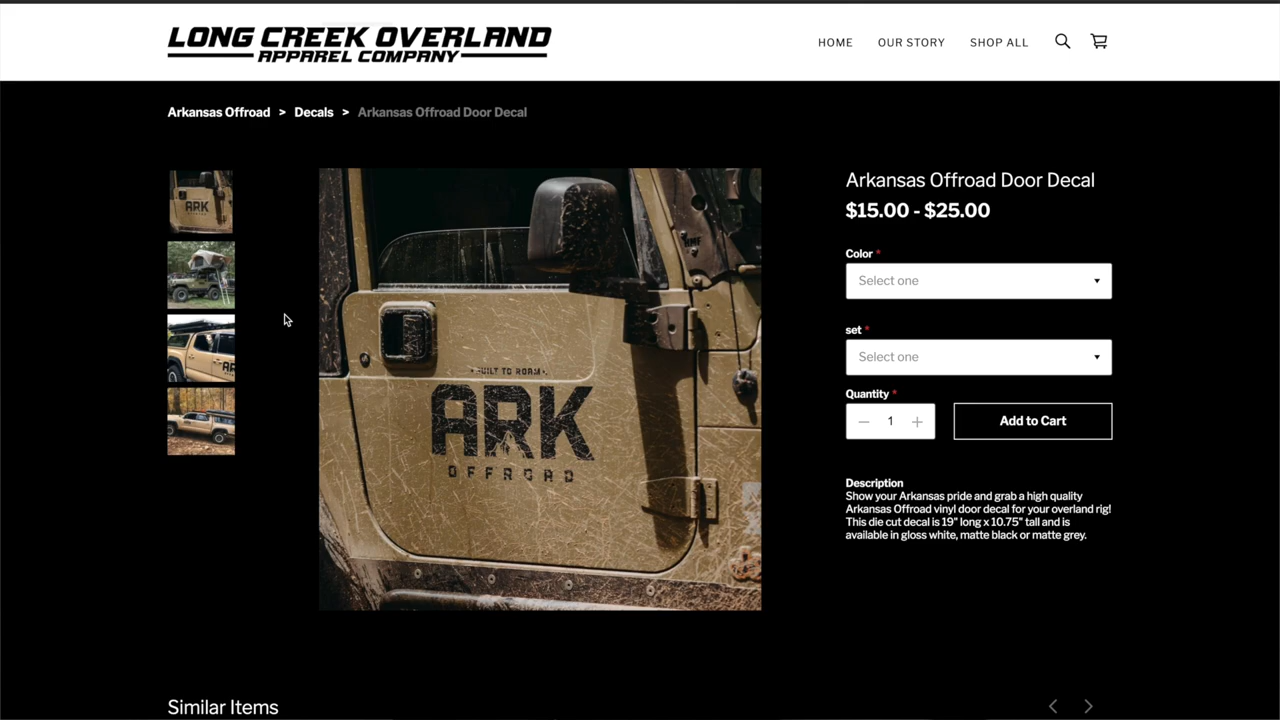 LONG CREEK OVERLAND
APPAREL COMPANY
HOME OUR STORY SHOP ALL
Arkansas Offroad > Decals > Arkansas Offroad Door Decal
Arkansas Offroad Door Decal
$15.00 - $25.00
Color *
Select one
set *
Select one
Quantity *
1
Add to Cart
Description
Show your Arkansas pride and grab a high quality
Arkansas Offroad vinyl door decal for your overland rig!
This die cut decal is 19" long x 10.75" tall and is
available in gloss white, matte black or matte grey.
ARK
• BUILT TO ROAM •
ARK
OFFROAD
AR
Similar Items